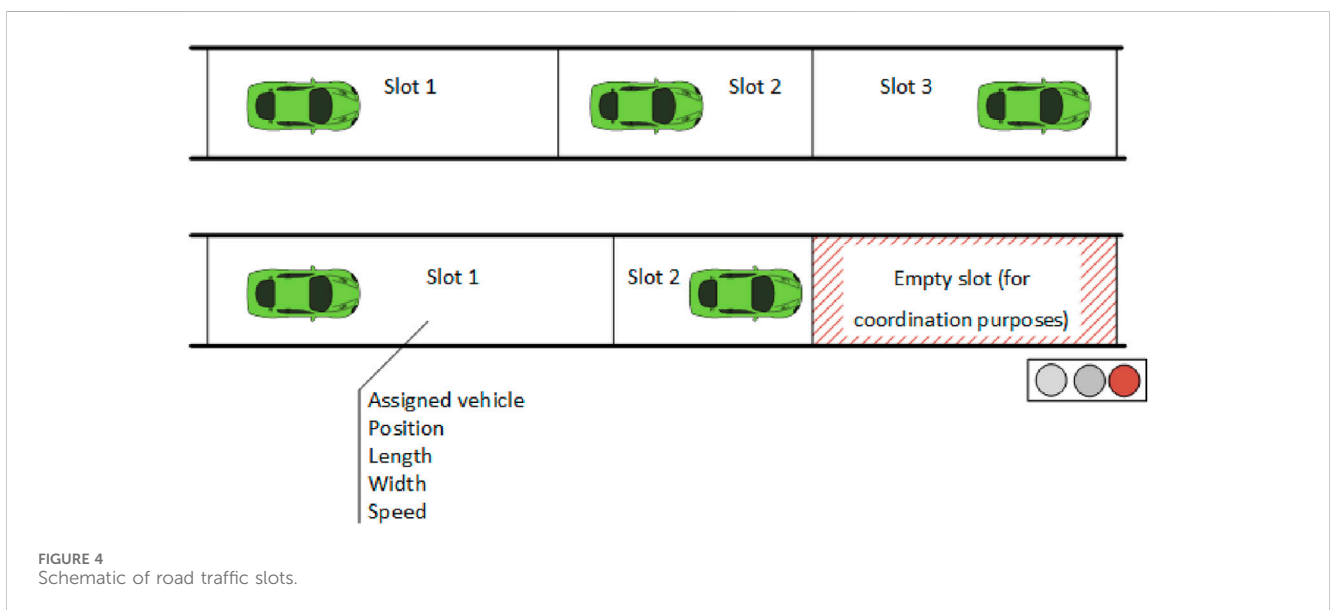 Slot 1
Slot 2
Slot 3
Slot 1
Slot 2
Empty slot (for
coordination purposes)
Assigned vehicle
Position
Length
Width
Speed
FIGURE 4
Schematic of road traffic slots.